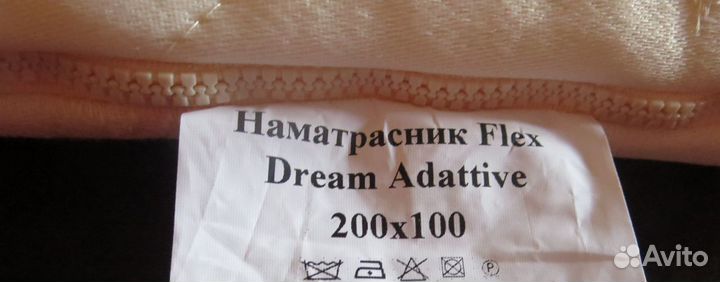 Наматрасник Flex
Dream Adattive
200x100
Avito